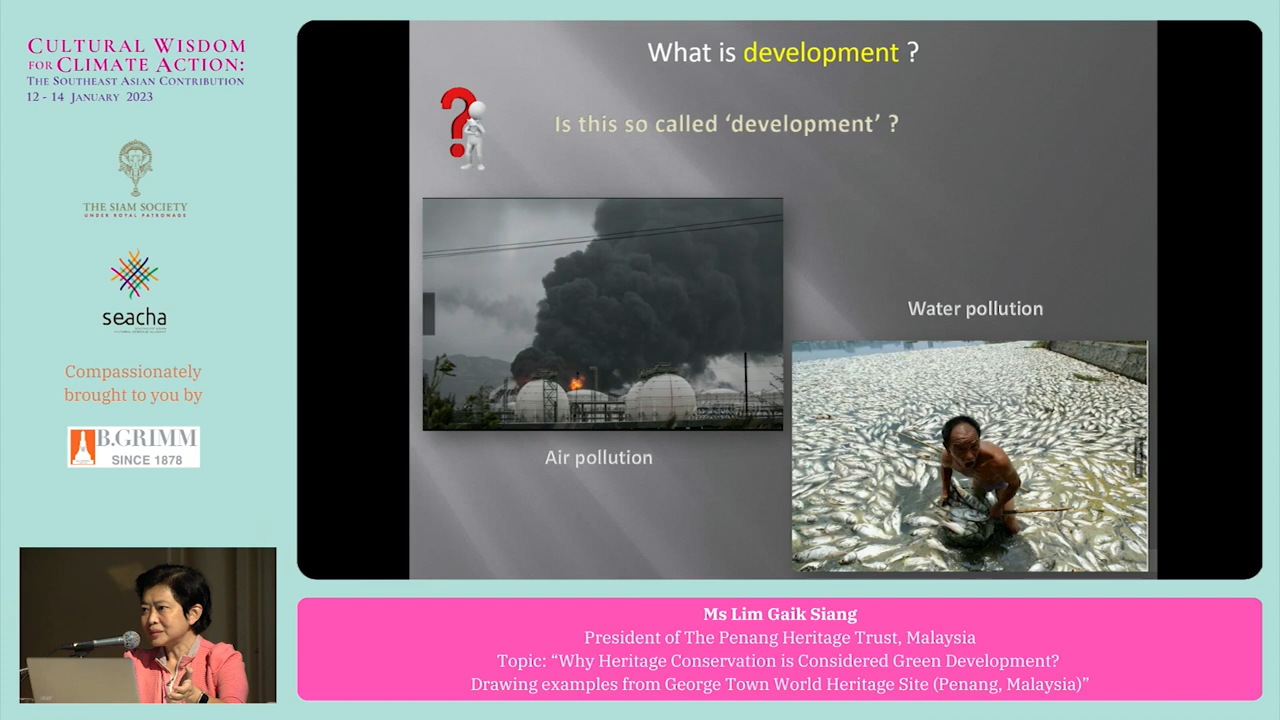 CULTURAL WISDOM
FOR CLIMATE ACTION:
THE SOUTHEAST ASIAN CONTRIBUTION
12 - 14 JANUARY 2023
THE SIAM SOCIETY
UNDER ROYAL PATRONAGE
seacha
Compassionately
brought to you by
B.GRIMM
SINCE 1878
What is development ?
?
Is this so called ‘development’ ?
Water pollution
Air pollution
Ms Lim Gaik Siang
President of The Penang Heritage Trust, Malaysia
Topic: “Why Heritage Conservation is Considered Green Development?
Drawing examples from George Town World Heritage Site (Penang, Malaysia)”